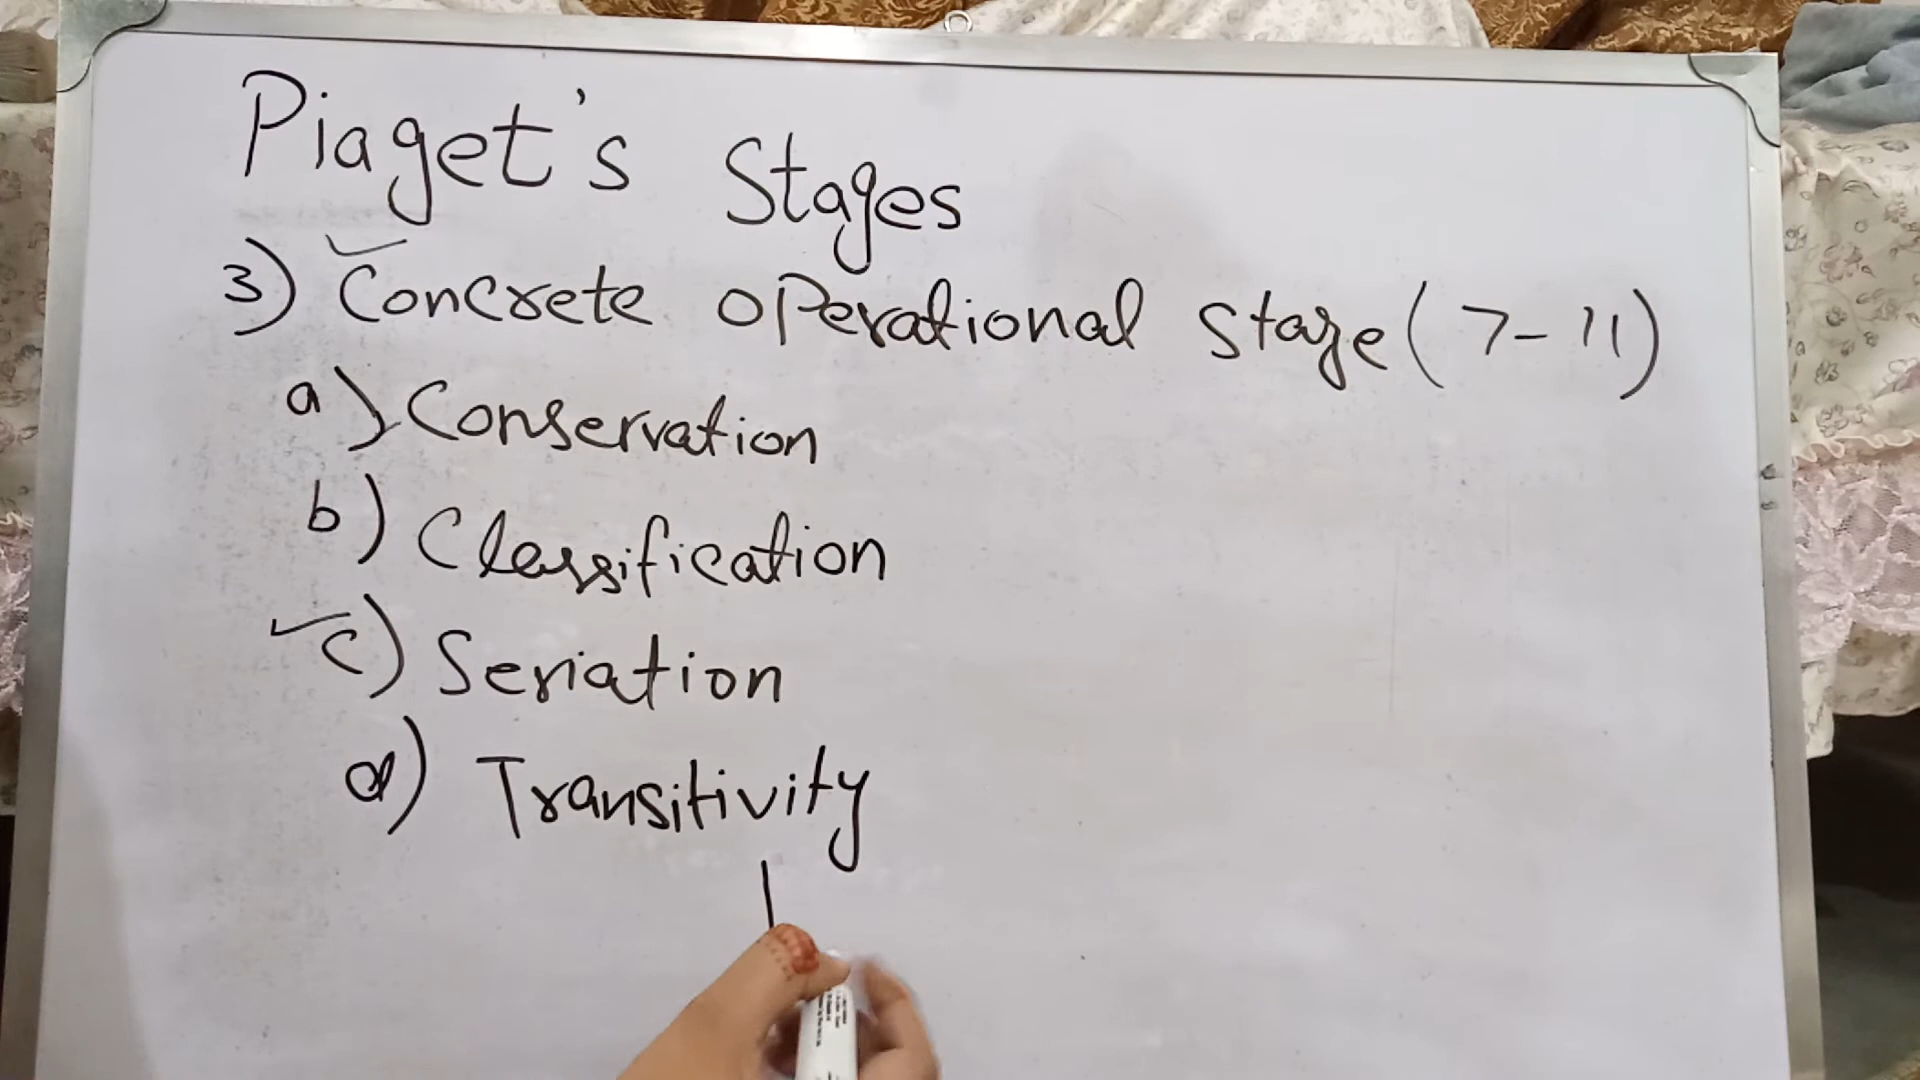 Piaget's Stages
3) Concrete operational stage (7-11)
a) Conservation
b) Classification
c) Seriation
d) Transitivity